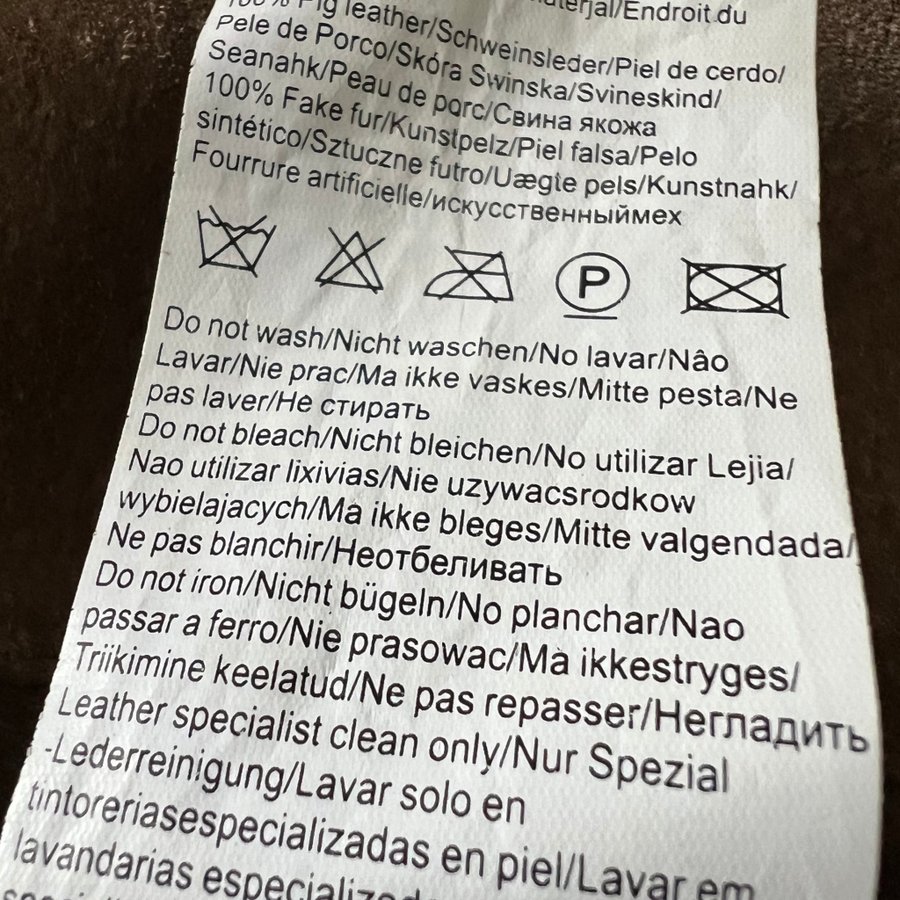 /Endroit du
100% Pig leather/Schweinsleder/Piel de cerdo/
Pele de Porco/Skóra Swinska/Svineskind/
Seanahk/Peau de porc/Свина якожа
100% Fake fur/Kunstpelz/Piel falsa/Pelo
sintético/Sztuczne futro/Uægte pels/Kunstnahk/
Fourrure artificielle/искусственныймех
P
Do not wash/Nicht waschen/No lavar/Nâo
Lavar/Nie prac/Ma ikke vaskes/Mitte pesta/Ne
pas laver/Не стирать
Do not bleach/Nicht bleichen/No utilizar Lejia/
Nao utilizar lixivias/Nie uzywacsrodkow
wybielajacych/Ma ikke bleges/Mitte valgendada/
Ne pas blanchir/Неотбеливать
Do not iron/Nicht bügeln/No planchar/Nao
passar a ferro/Nie prasowac/Ma ikkestryges/
Triikimine keelatud/Ne pas repasser/Негладить
Leather specialist clean only/Nur Spezial
-Lederreinigung/Lavar solo en
tintoreriasespecializadas en piel/Lavar em
lavandarias